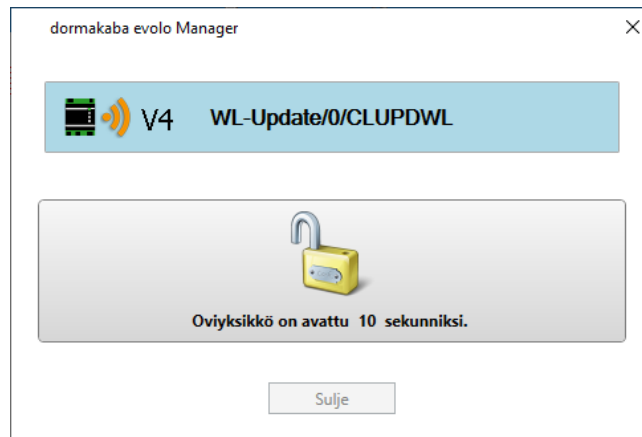 dormakaba evolo Manager
V4 WL-Update/0/CLUPDWL
Oviyksikkö on avattu 10 sekunniksi.
Sulje